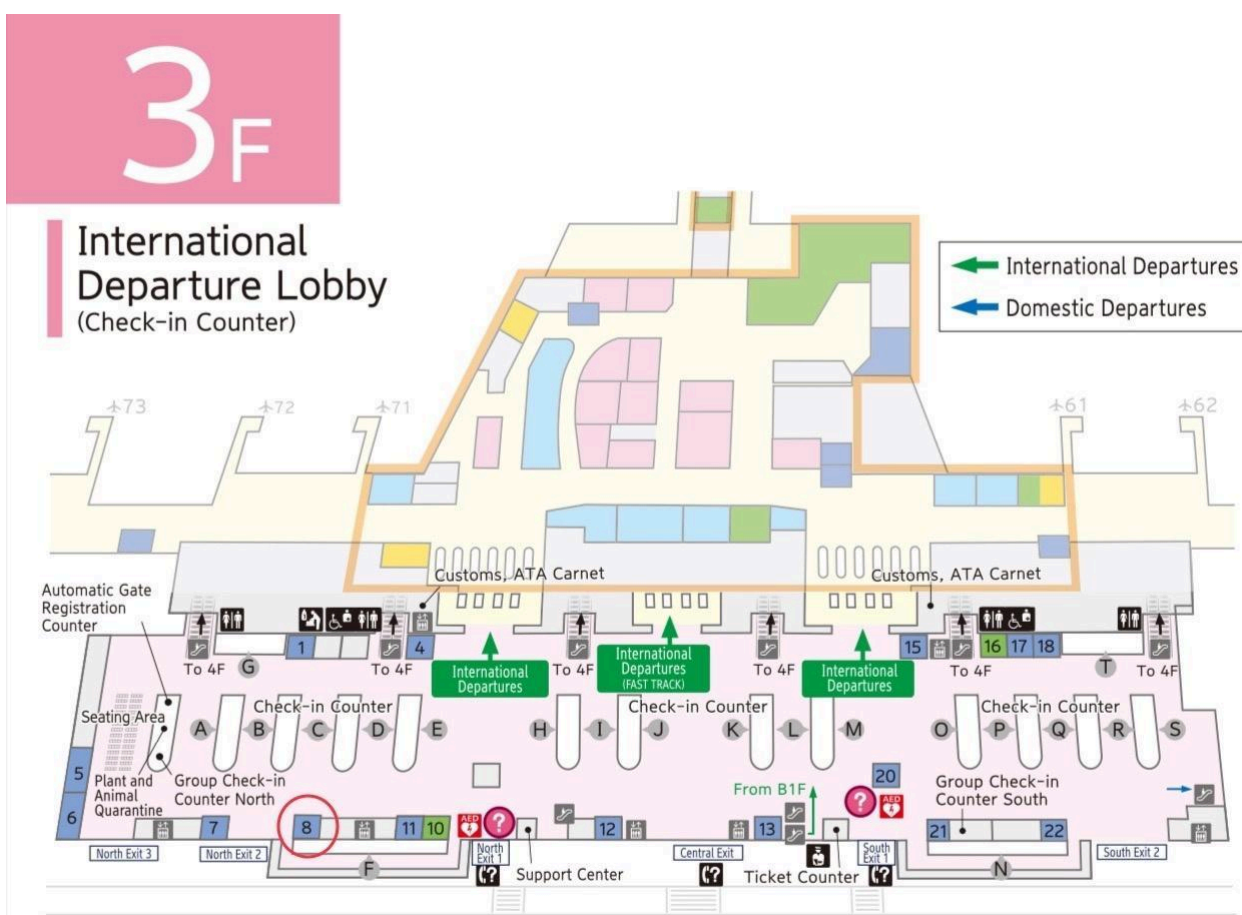 3F
International
Departure Lobby
(Check-in Counter)
International Departures
Domestic Departures
73
72
71
61
62
Automatic Gate
Registration
Counter
Customs, ATA Carnet
Customs, ATA Carnet
1
4
15
16
17
18
To 4F
G
To 4F
International
Departures
To 4F
International
Departures
(FAST TRACK)
To 4F
International
Departures
To 4F
T
To 4F
Seating Area
Check-in Counter
Check-in Counter
Check-in Counter
A
B
C
D
E
H
I
J
K
L
M
O
P
Q
R
S
5
6
Plant and
Animal
Quarantine
Group Check-in
Counter North
From B1F
20
Group Check-in
Counter South
7
8
11
10
AED
?
12
13
?
AED
21
22
North Exit 3
North Exit 2
North
Exit 1
Central Exit
South
Exit 1
South Exit 2
F
?
Support Center
?
Ticket Counter
?
N